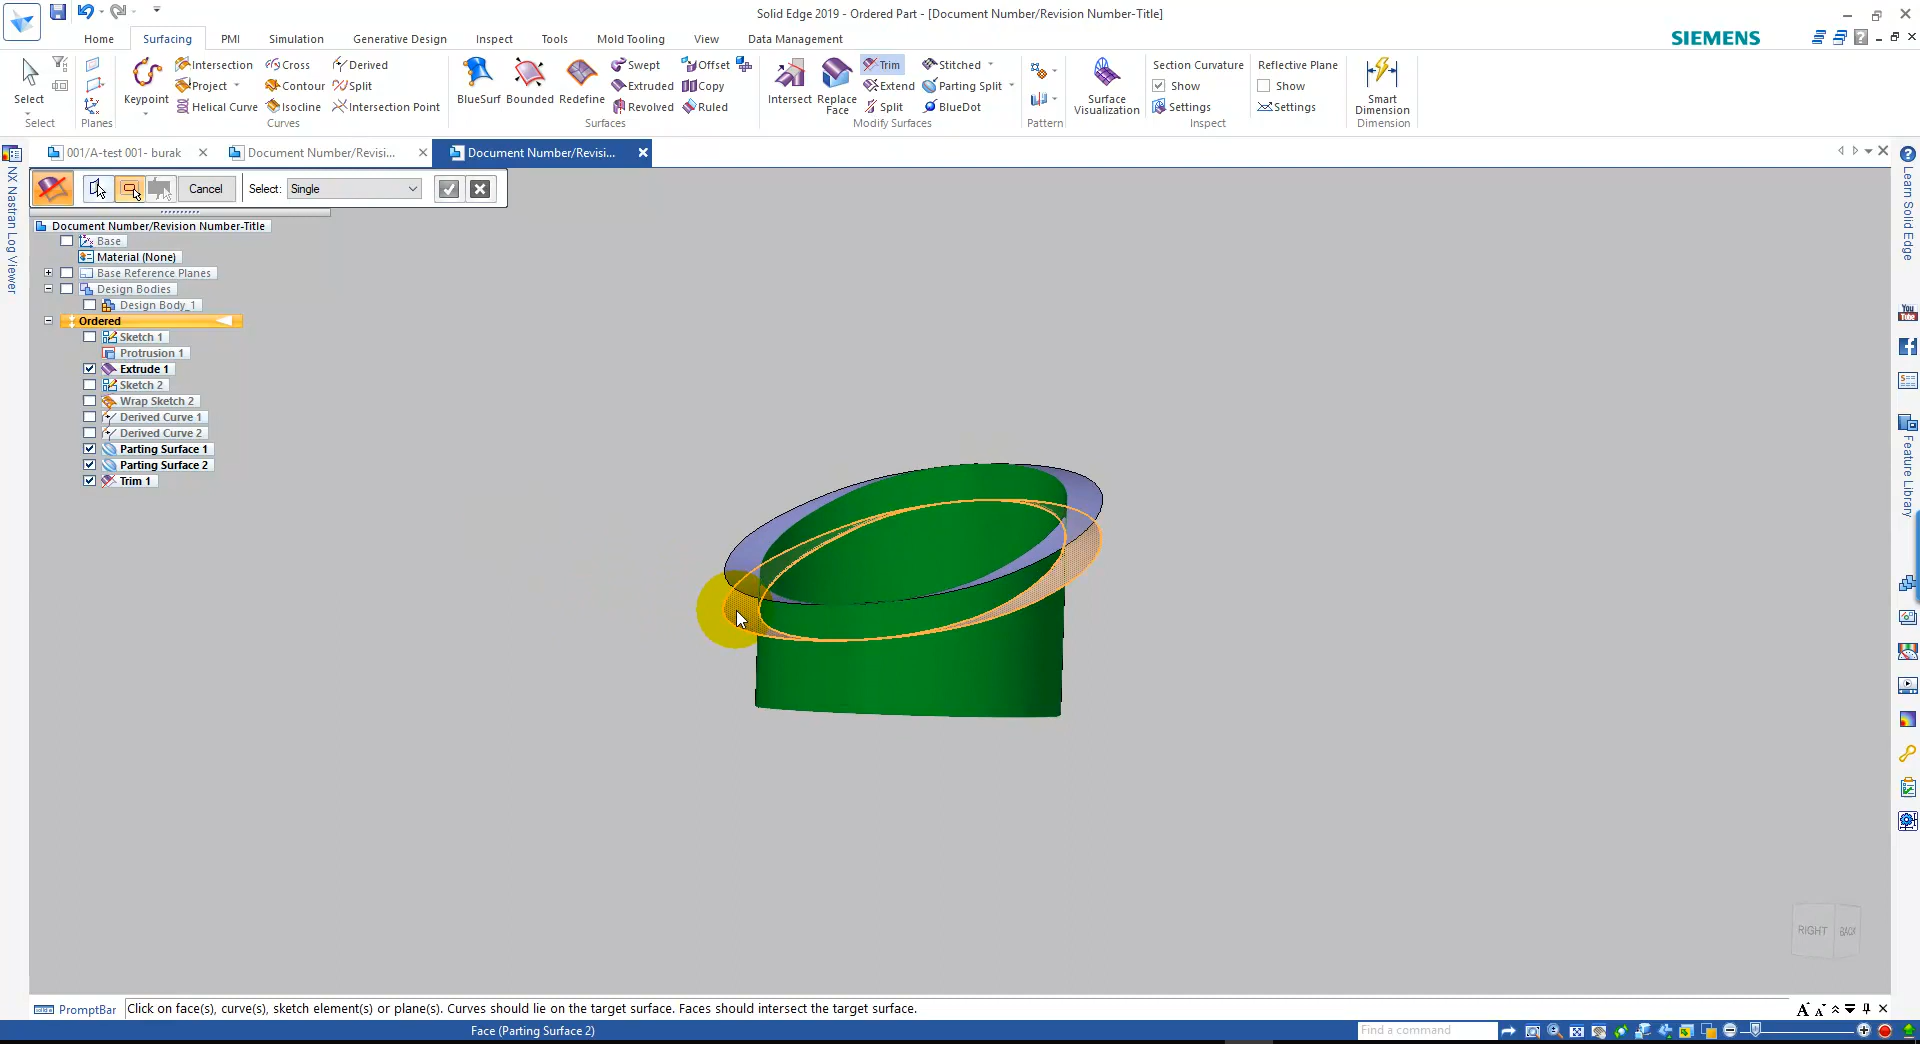 Solid Edge 2019 - Ordered Part - [Document Number/Revision Number-Title]
Home Surfacing PMI Simulation Generative Design Inspect Tools Mold Tooling View Data Management
SIEMENS
Select
Select
Planes
Keypoint
Intersection
Project
Helical Curve
Cross
Contour
Isocline
Derived
Split
Intersection Point
Curves
BlueSurf
Bounded
Redefine
Swept
Extruded
Revolved
Offset
Copy
Ruled
Surfaces
Intersect
Replace
Face
Trim
Extend
Split
Stitched
Parting Split
BlueDot
Modify Surfaces
Pattern
Surface
Visualization
Section Curvature
Show
Settings
Inspect
Reflective Plane
Show
Settings
Smart
Dimension
Dimension
001/A-test 001- burak
Document Number/Revisi...
Document Number/Revisi...
Cancel
Select:
Single
Document Number/Revision Number-Title
Base
Material (None)
Base Reference Planes
Design Bodies
Design Body_1
Ordered
Sketch 1
Protrusion 1
Extrude 1
Sketch 2
Wrap Sketch 2
Derived Curve 1
Derived Curve 2
Parting Surface 1
Parting Surface 2
Trim 1
NX Nastran Log Viewer
Learn Solid Edge
You
Tube
Feature Library
RIGHT
BACK
PromptBar
Click on face(s), curve(s), sketch element(s) or plane(s). Curves should lie on the target surface. Faces should intersect the target surface.
Face (Parting Surface 2)
Find a command